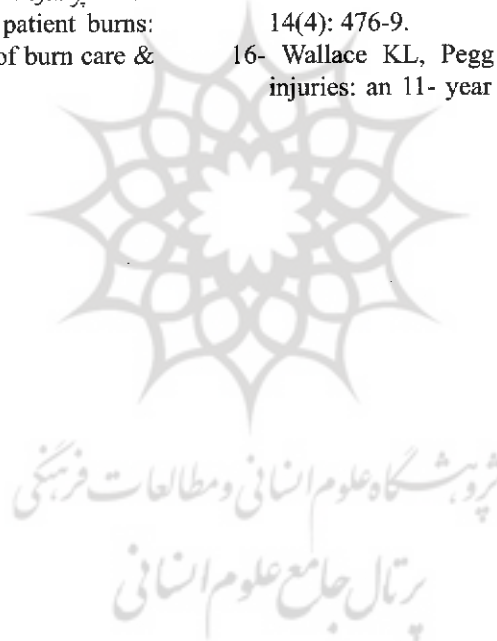 patient burns:
of burn care &
14(4): 476-9.
16- Wallace KL, Pegg
injuries: an 11- year
پژوهشگاه علوم انسانی و مطالعات فرهنگی
پرتال جامع علوم انسانی